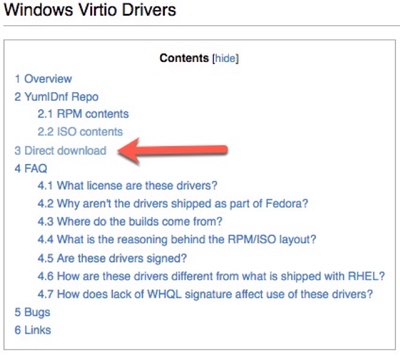 Windows Virtio Drivers
Contents [hide]
1 Overview
2 YumIDnf Repo
2.1 RPM contents
2.2 ISO contents
3 Direct download
4 FAQ
4.1 What license are these drivers?
4.2 Why aren't the drivers shipped as part of Fedora?
4.3 Where do the builds come from?
4.4 What is the reasoning behind the RPM/ISO layout?
4.5 Are these drivers signed?
4.6 How are these drivers different from what is shipped with RHEL?
4.7 How does lack of WHQL signature affect use of these drivers?
5 Bugs
6 Links